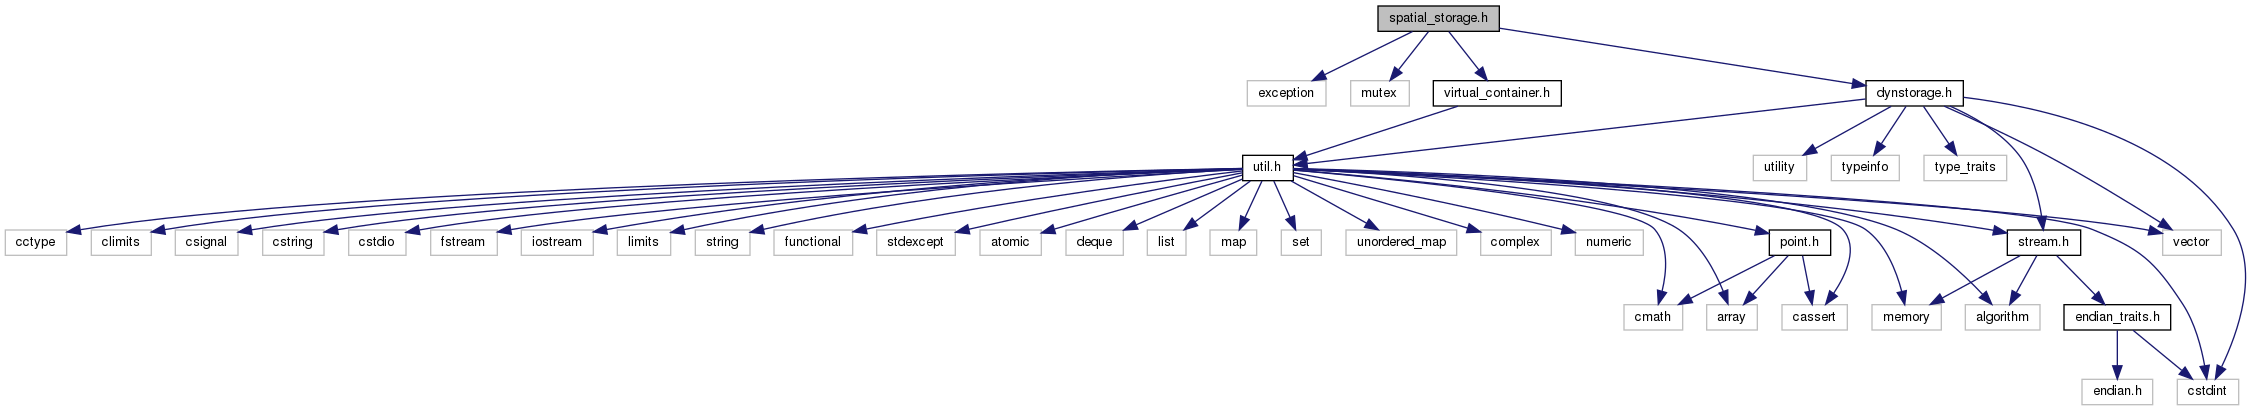 spatial_storage.h
exception
mutex
virtual_container.h
dynstorage.h
util.h
utility
typeinfo
type_traits
cctype
climits
csignal
cstring
cstdio
fstream
iostream
limits
string
functional
stdexcept
atomic
deque
list
map
set
unordered_map
complex
numeric
point.h
stream.h
vector
cmath
array
cassert
memory
algorithm
endian_traits.h
endian.h
cstdint